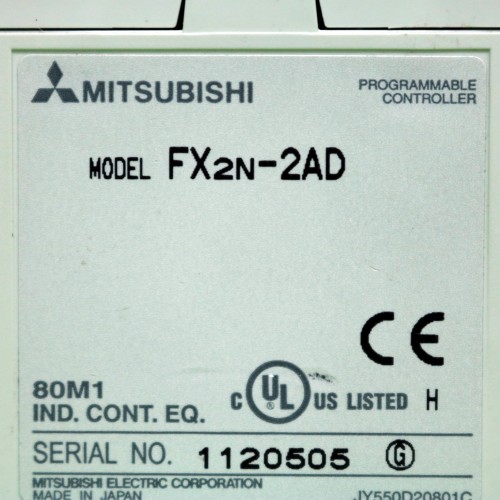 MITSUBISHI
PROGRAMMABLE
CONTROLLER
MODEL FX2N-2AD
CE
80M1
IND. CONT. EQ.
C UL US LISTED H
SERIAL NO. 1120505 G
MITSUBISHI ELECTRIC CORPORATION
MADE IN JAPAN JY550D20801C